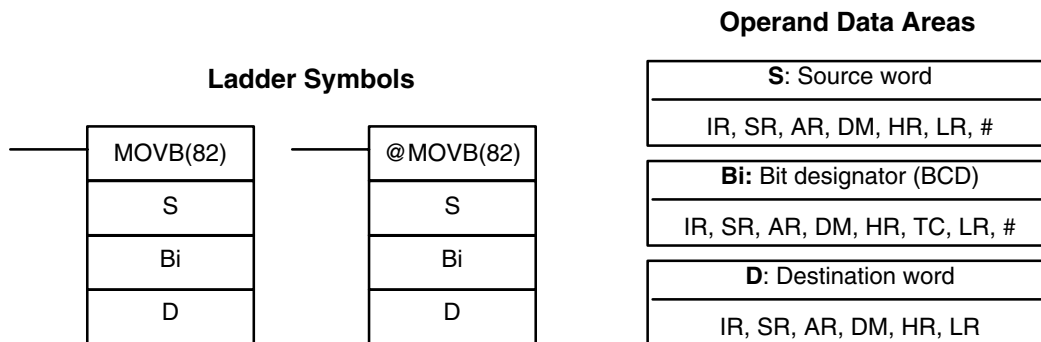 Ladder Symbols
MOVB(82)
S
Bi
D
@MOVB(82)
S
Bi
D
Operand Data Areas
S: Source word
IR, SR, AR, DM, HR, LR, #
Bi: Bit designator (BCD)
IR, SR, AR, DM, HR, TC, LR, #
D: Destination word
IR, SR, AR, DM, HR, LR